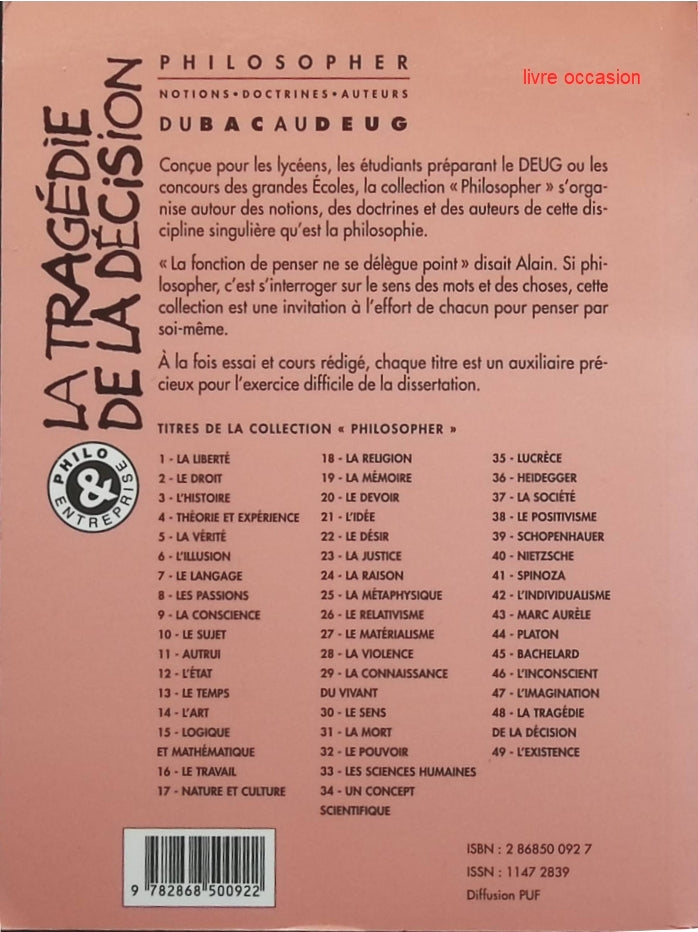 livre occasion
LA TRAGÉDIE
DE LA DÉCISION
PHILO
&
ENTREPRISE
PHILOSOPHER
NOTIONS • DOCTRINES • AUTEURS
DUBACAUDEUG
Conçue pour les lycéens, les étudiants préparant le DEUG ou les
concours des grandes Écoles, la collection « Philosopher » s'orga-
nise autour des notions, des doctrines et des auteurs de cette dis-
cipline singulière qu'est la philosophie.
« La fonction de penser ne se délègue point » disait Alain. Si phi-
losopher, c'est s'interroger sur le sens des mots et des choses, cette
collection est une invitation à l'effort de chacun pour penser par
soi-même.
À la fois essai et cours rédigé, chaque titre est un auxiliaire pré-
cieux pour l'exercice difficile de la dissertation.
TITRES DE LA COLLECTION « PHILOSOPHER »
1 - LA LIBERTÉ
2 - LE DROIT
3 - L'HISTOIRE
4 - THÉORIE ET EXPÉRIENCE
5 - LA VÉRITÉ
6 - L'ILLUSION
7 - LE LANGAGE
8 - LES PASSIONS
9 - LA CONSCIENCE
10 - LE SUJET
11 - AUTRUI
12 - L'ÉTAT
13 - LE TEMPS
14 - L'ART
15 - LOGIQUE
ET MATHÉMATIQUE
16 - LE TRAVAIL
17 - NATURE ET CULTURE
18 - LA RELIGION
19 - LA MÉMOIRE
20 - LE DEVOIR
21 - L'IDÉE
22 - LE DÉSIR
23 - LA JUSTICE
24 - LA RAISON
25 - LA MÉTAPHYSIQUE
26 - LE RELATIVISME
27 - LE MATÉRIALISME
28 - LA VIOLENCE
29 - LA CONNAISSANCE
DU VIVANT
30 - LE SENS
31 - LA MORT
32 - LE POUVOIR
33 - LES SCIENCES HUMAINES
34 - UN CONCEPT
SCIENTIFIQUE
35 - LUCRÈCE
36 - HEIDEGGER
37 - LA SOCIÉTÉ
38 - LE POSITIVISME
39 - SCHOPENHAUER
40 - NIETZSCHE
41 - SPINOZA
42 - L'INDIVIDUALISME
43 - MARC AURÈLE
44 - PLATON
45 - BACHELARD
46 - L'INCONSCIENT
47 - L'IMAGINATION
48 - LA TRAGÉDIE
DE LA DÉCISION
49 - L'EXISTENCE
9 782868 500922
ISBN : 2 86850 092 7
ISSN : 1147 2839
Diffusion PUF